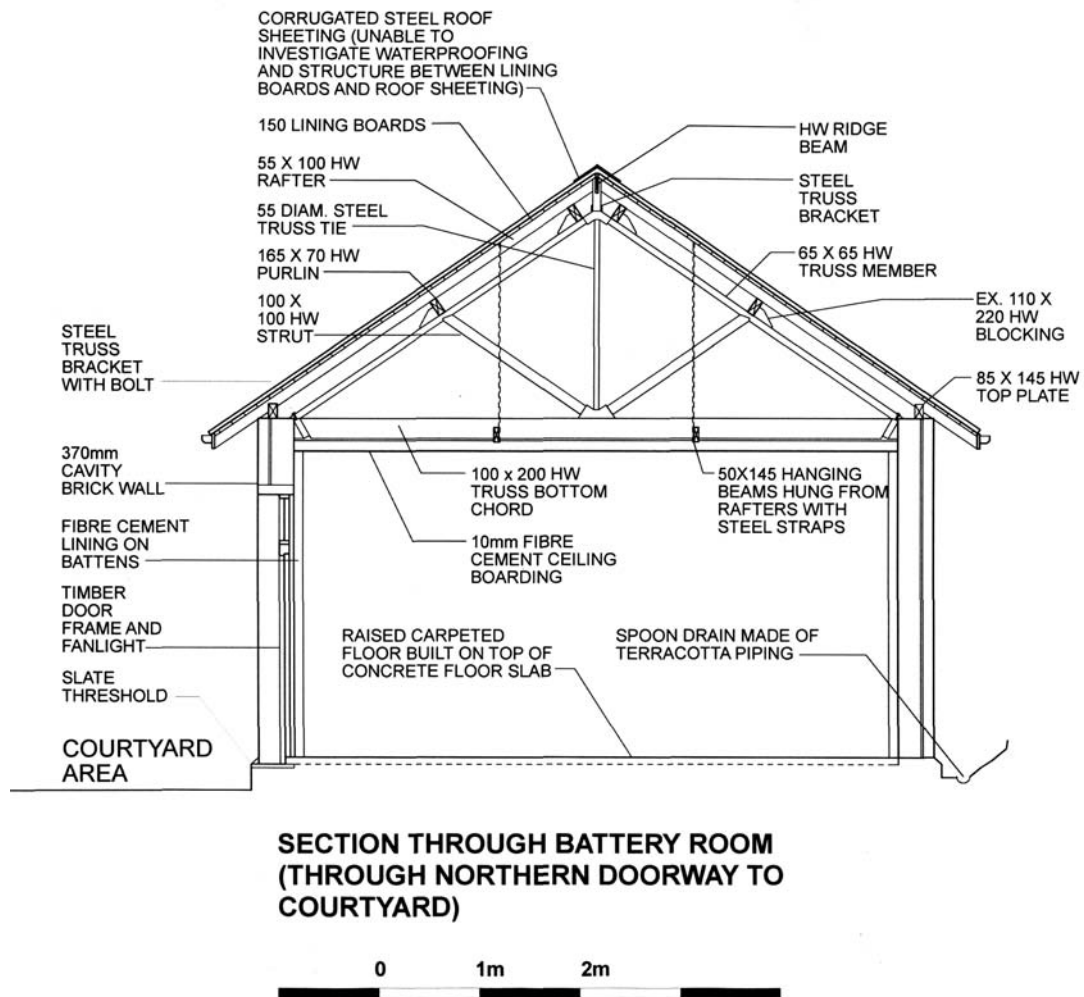 CORRUGATED STEEL ROOF
SHEETING (UNABLE TO
INVESTIGATE WATERPROOFING
AND STRUCTURE BETWEEN LINING
BOARDS AND ROOF SHEETING)
150 LINING BOARDS
55 X 100 HW
RAFTER
55 DIAM. STEEL
TRUSS TIE
165 X 70 HW
PURLIN
100 X
100 HW
STRUT
STEEL
TRUSS
BRACKET
WITH BOLT
370mm
CAVITY
BRICK WALL
FIBRE CEMENT
LINING ON
BATTENS
TIMBER
DOOR
FRAME AND
FANLIGHT
SLATE
THRESHOLD
COURTYARD
AREA
HW RIDGE
BEAM
STEEL
TRUSS
BRACKET
65 X 65 HW
TRUSS MEMBER
EX. 110 X
220 HW
BLOCKING
85 X 145 HW
TOP PLATE
100 x 200 HW
TRUSS BOTTOM
CHORD
10mm FIBRE
CEMENT CEILING
BOARDING
50X145 HANGING
BEAMS HUNG FROM
RAFTERS WITH
STEEL STRAPS
RAISED CARPETED
FLOOR BUILT ON TOP OF
CONCRETE FLOOR SLAB
SPOON DRAIN MADE OF
TERRACOTTA PIPING
SECTION THROUGH BATTERY ROOM
(THROUGH NORTHERN DOORWAY TO
COURTYARD)
0 1m 2m